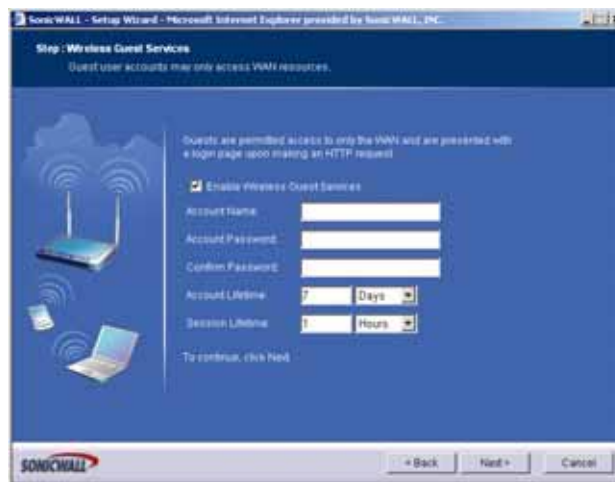 SonicWALL - Setup Wizard - Microsoft Internet Explorer provided by SonicWALL, INC.
Step : Wireless Guest Services
Guest user accounts may only access WAN resources.
Guests are permitted access to only the WAN and are presented with
a login page upon making an HTTP request
Enable Wireless Guest Services
Account Name:
Account Password:
Confirm Password:
Account Lifetime: 7 Days
Session Lifetime: 1 Hours
To continue, click Next.
SONICWALL
< Back Next > Cancel